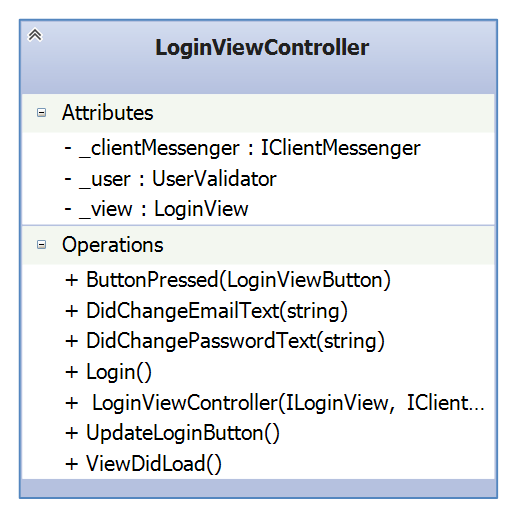 LoginViewController
Attributes
- _clientMessenger : IClientMessenger
- _user : UserValidator
- _view : LoginView
Operations
+ ButtonPressed(LoginViewButton)
+ DidChangeEmailText(string)
+ DidChangePasswordText(string)
+ Login()
+ LoginViewController(ILoginView, IClient...
+ UpdateLoginButton()
+ ViewDidLoad()